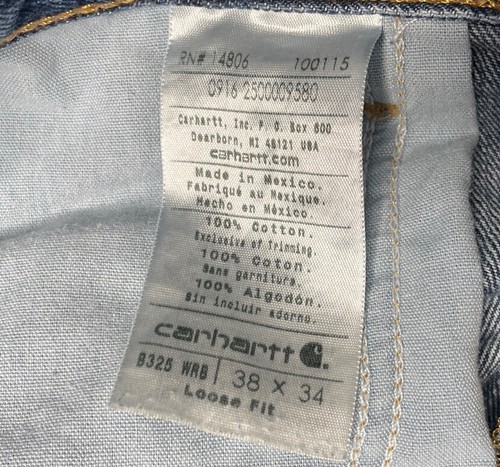 RN# 14806 100115
0916 2500009580
Carhartt, Inc. P. O. Box 600
Dearborn, MI 48121 USA
carhartt.com
Made in Mexico.
Fabriqué au Mexique.
Hecho en México.
100% Cotton.
Exclusive of trimming.
100% Coton.
Sans garniture.
100% Algodón.
Sin incluir adorno.
carhartt
B325 WRB 38 X 34
Loose Fit